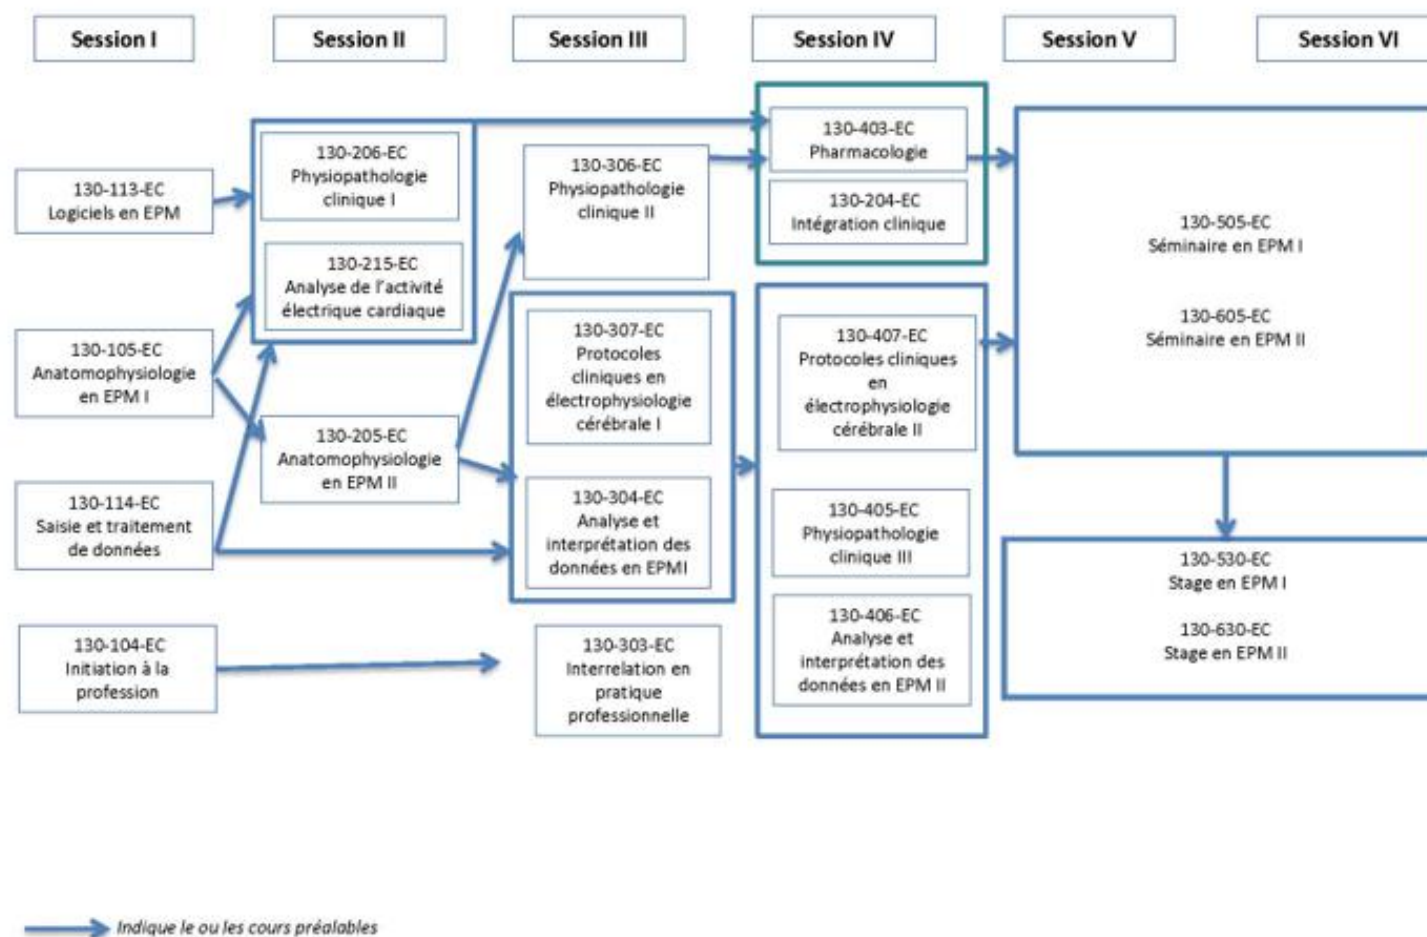 Session I
Session II
Session III
Session IV
Session V
Session VI
130-113-EC
Logiciels en EPM
130-105-EC
Anatomophysiologie
en EPM I
130-114-EC
Saisie et traitement
de données
130-104-EC
Initiation à la
profession
130-206-EC
Physiopathologie
clinique I
130-215-EC
Analyse de l'activité
électrique cardiaque
130-205-EC
Anatomophysiologie
en EPM II
130-306-EC
Physiopathologie
clinique II
130-307-EC
Protocoles
cliniques en
électrophysiologie
cérébrale I
130-304-EC
Analyse et
interprétation des
données en EPMI
130-303-EC
Interrelation en
pratique
professionnelle
130-403-EC
Pharmacologie
130-204-EC
Intégration clinique
130-407-EC
Protocoles cliniques
en
électrophysiologie
cérébrale II
130-405-EC
Physiopathologie
clinique III
130-406-EC
Analyse et
interprétation des
données en EPM II
130-505-EC
Séminaire en EPM I
130-605-EC
Séminaire en EPM II
130-530-EC
Stage en EPM I
130-630-EC
Stage en EPM II
Indique le ou les cours préalables